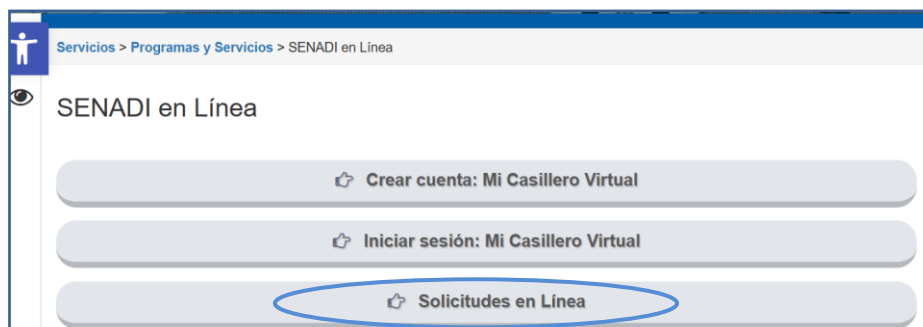 Servicios > Programas y Servicios > SENADI en Línea
SENADI en Línea
Crear cuenta: Mi Casillero Virtual
Iniciar sesión: Mi Casillero Virtual
Solicitudes en Línea